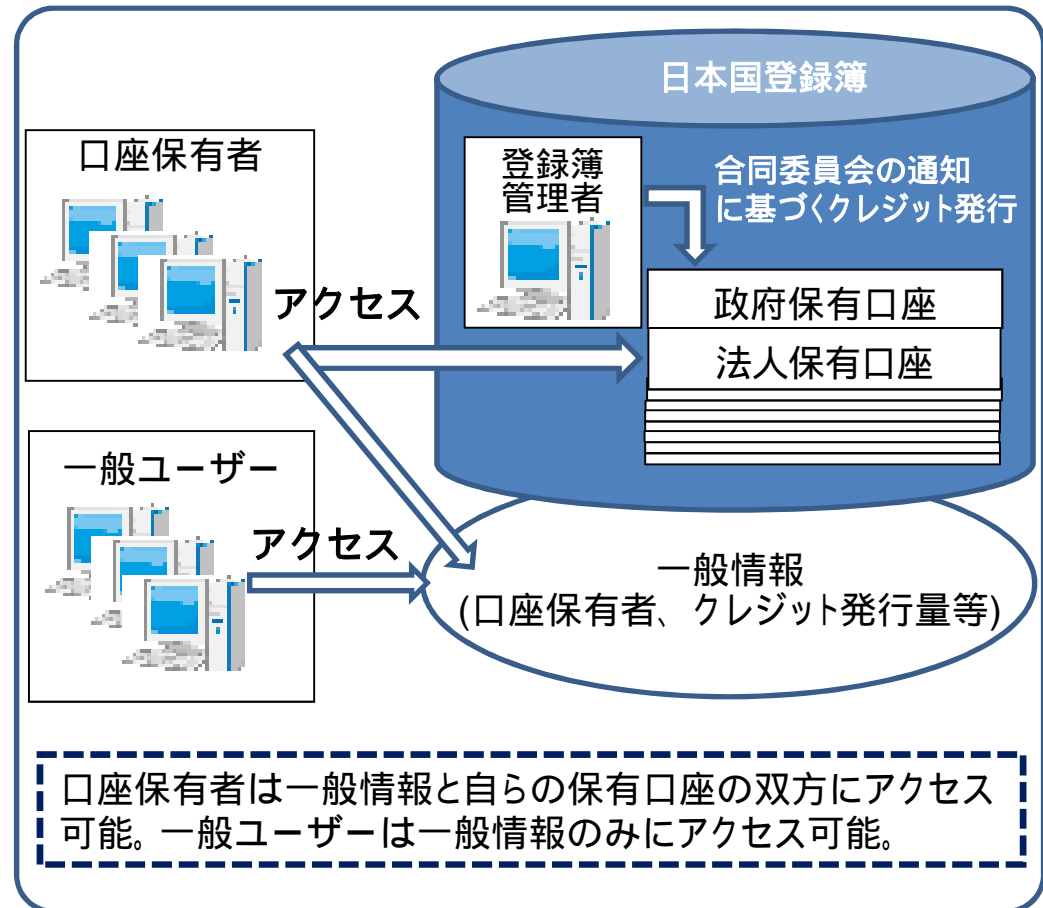 日本国登録簿
口座保有者
登録簿
管理者
合同委員会の通知
に基づくクレジット発行
アクセス
政府保有口座
法人保有口座
一般ユーザー
アクセス
一般情報
(口座保有者、クレジット発行量等)
口座保有者は一般情報と自らの保有口座の双方にアクセス
可能。一般ユーザーは一般情報のみにアクセス可能。